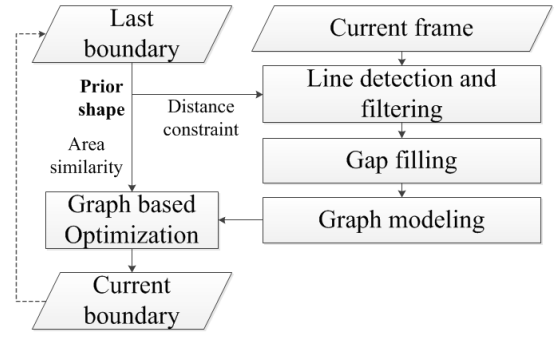 Last
boundary
Current frame
Prior
shape
Distance
constraint
Line detection and
filtering
Area
similarity
Gap filling
Graph based
Optimization
Graph modeling
Current
boundary